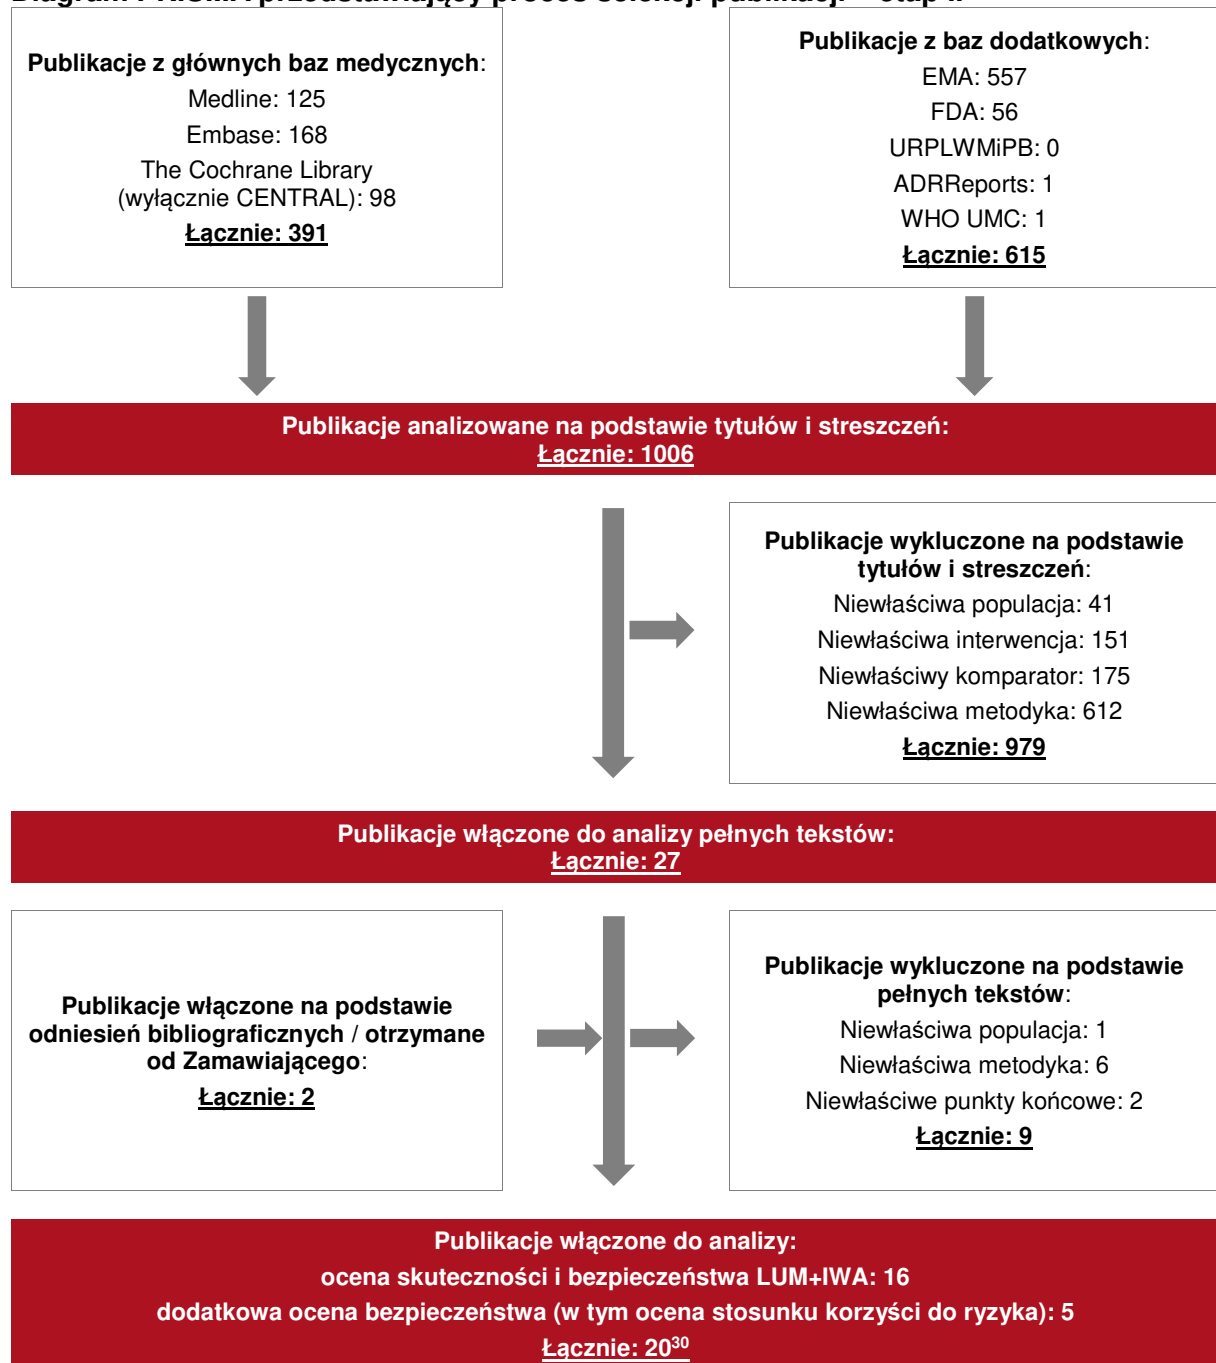 Publikacje z głównych baz medycznych:
Medline: 125
Embase: 168
The Cochrane Library
(wyłącznie CENTRAL): 98
Łącznie: 391
Publikacje z baz dodatkowych:
EMA: 557
FDA: 56
URPLWMiPB: 0
ADRReports: 1
WHO UMC: 1
Łącznie: 615
Publikacje analizowane na podstawie tytułów i streszczeń:
Łącznie: 1006
Publikacje wykluczone na podstawie
tytułów i streszczeń:
Niewłaściwa populacja: 41
Niewłaściwa interwencja: 151
Niewłaściwy komparator: 175
Niewłaściwa metodyka: 612
Łącznie: 979
Publikacje włączone do analizy pełnych tekstów:
Łącznie: 27
Publikacje włączone na podstawie
odniesień bibliograficznych / otrzymane
od Zamawiającego:
Łącznie: 2
Publikacje wykluczone na podstawie
pełnych tekstów:
Niewłaściwa populacja: 1
Niewłaściwa metodyka: 6
Niewłaściwe punkty końcowe: 2
Łącznie: 9
Publikacje włączone do analizy:
ocena skuteczności i bezpieczeństwa LUM+IWA: 16
dodatkowa ocena bezpieczeństwa (w tym ocena stosunku korzyści do ryzyka): 5
Łącznie: 20³⁰